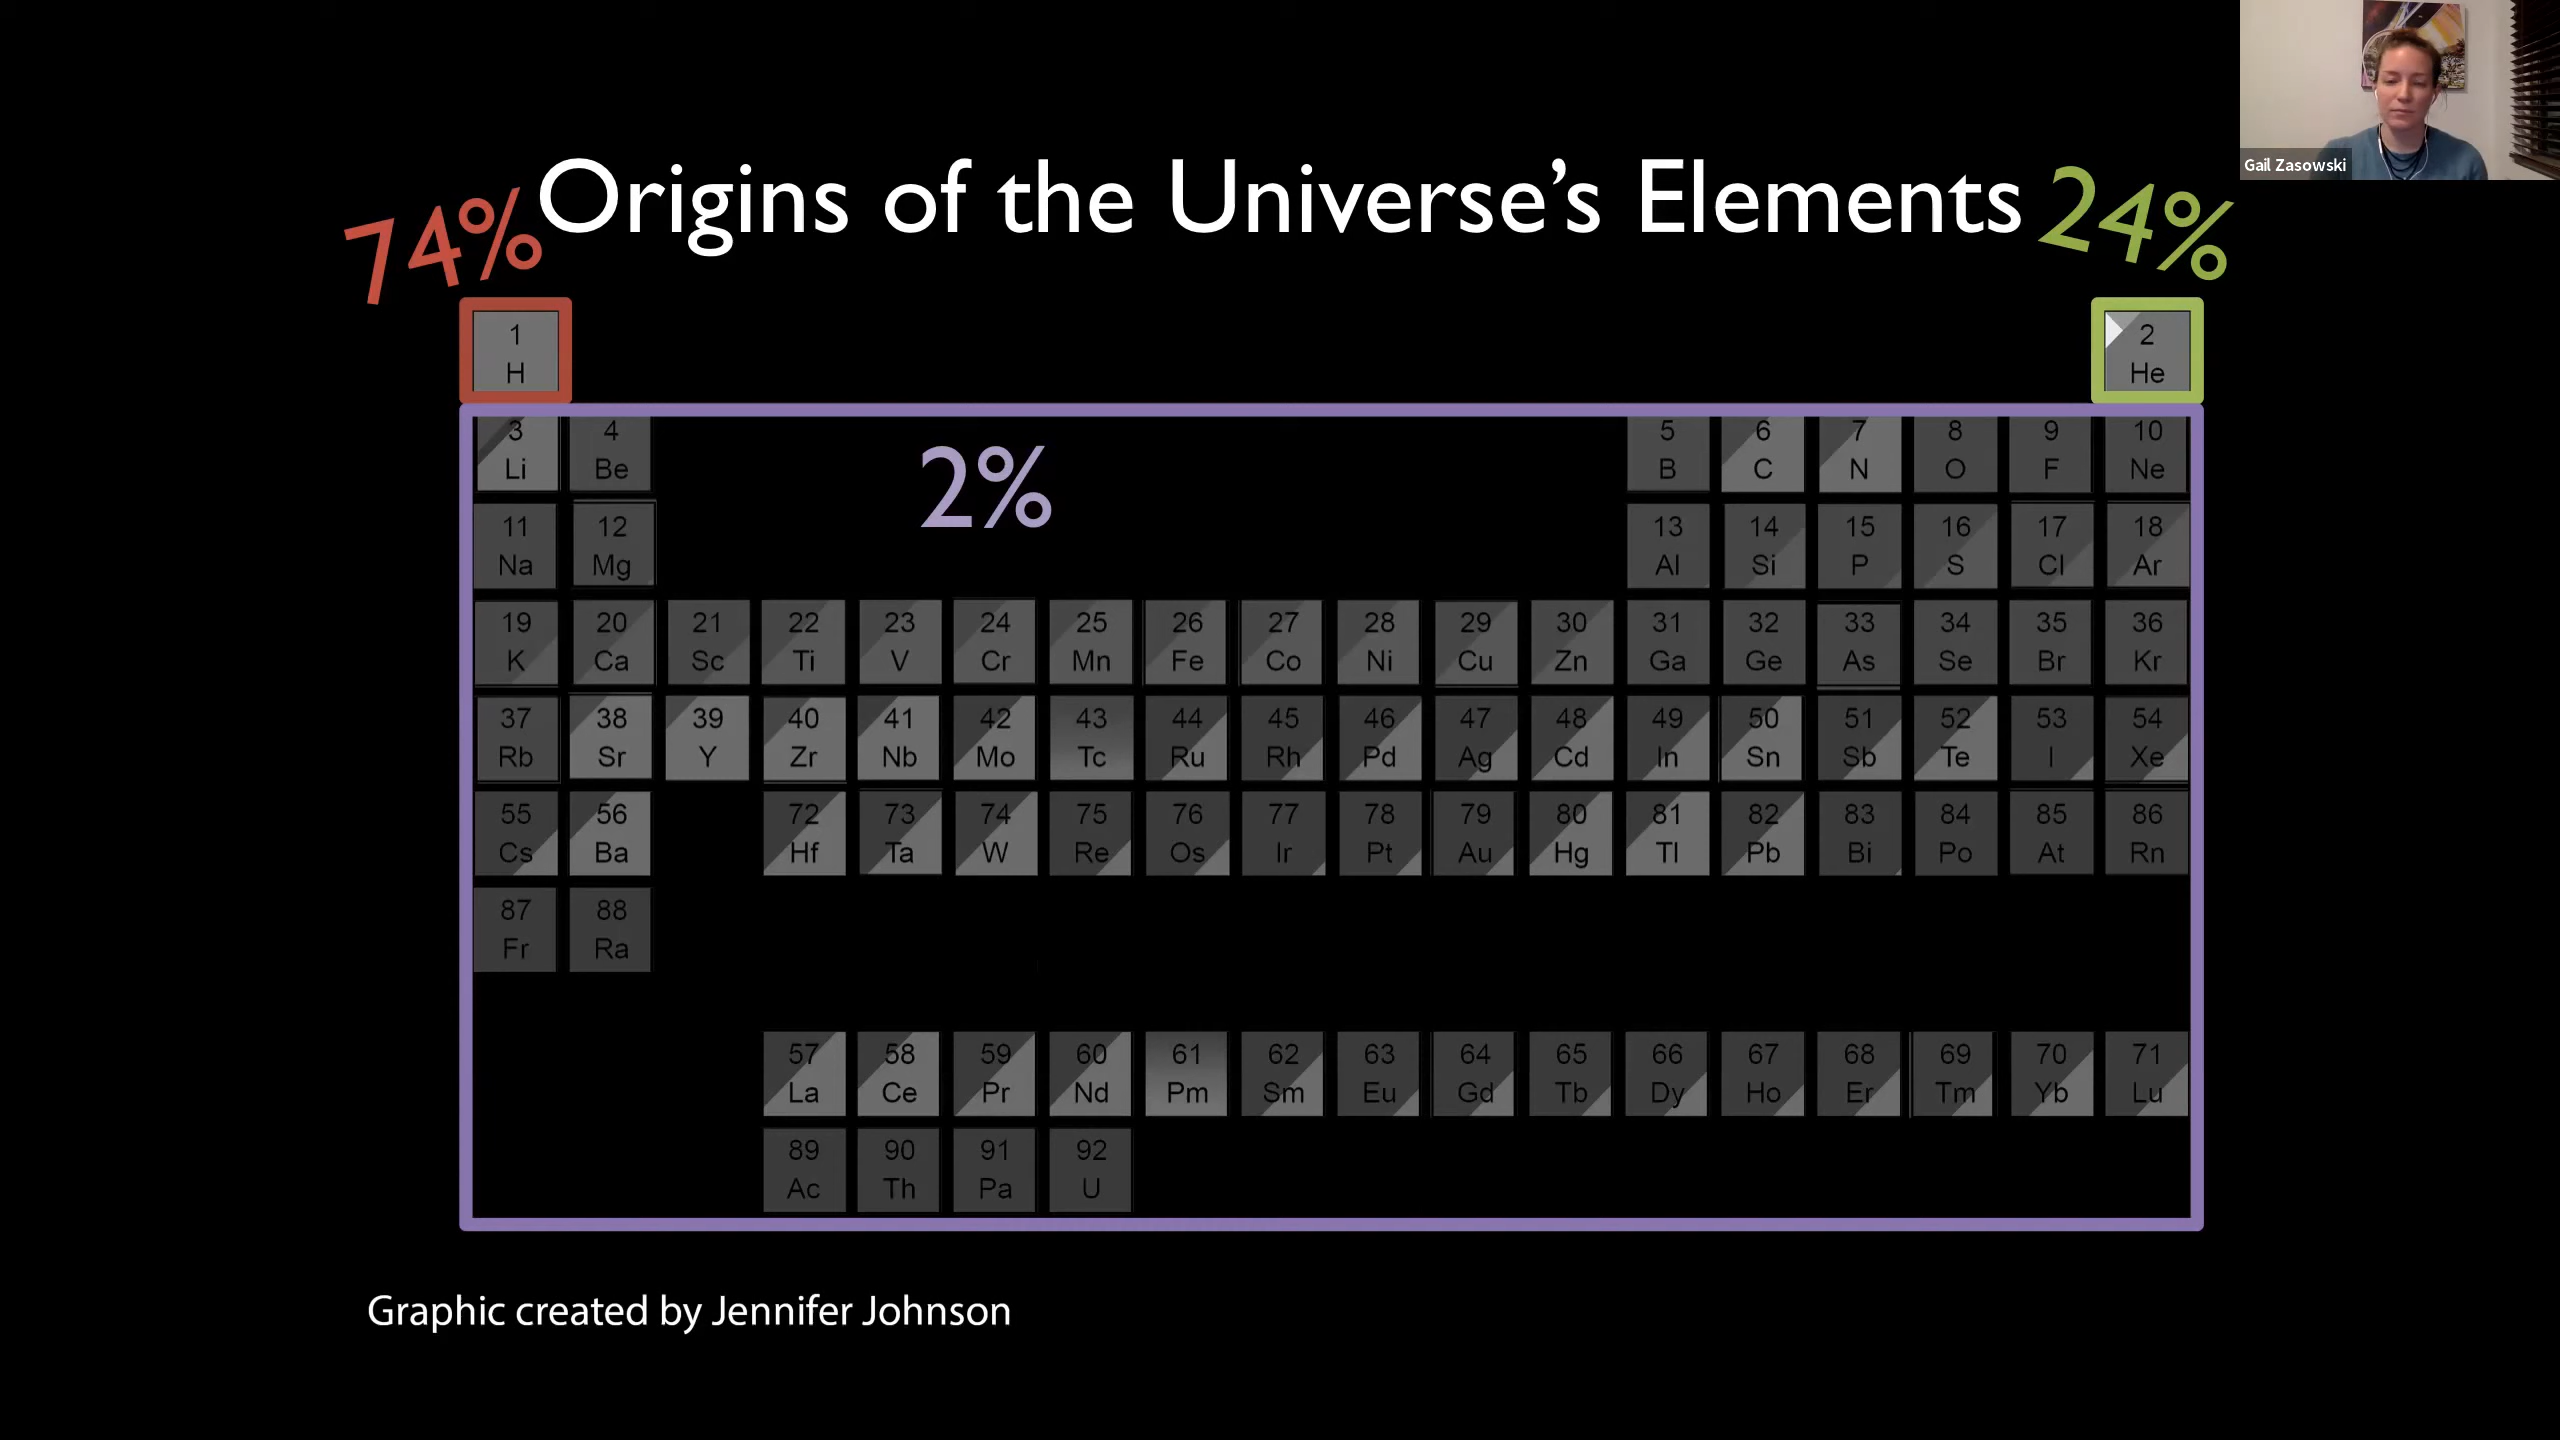 Gail Zasowski
Origins of the Universe’s Elements
74%
24%
1
H
2
He
2%
3 4 5 6 7 8 9 10
Li Be B C N O F Ne
11 12 13 14 15 16 17 18
Na Mg Al Si P S Cl Ar
19 20 21 22 23 24 25 26 27 28 29 30 31 32 33 34 35 36
K Ca Sc Ti V Cr Mn Fe Co Ni Cu Zn Ga Ge As Se Br Kr
37 38 39 40 41 42 43 44 45 46 47 48 49 50 51 52 53 54
Rb Sr Y Zr Nb Mo Tc Ru Rh Pd Ag Cd In Sn Sb Te I Xe
55 56 72 73 74 75 76 77 78 79 80 81 82 83 84 85 86
Cs Ba Hf Ta W Re Os Ir Pt Au Hg Tl Pb Bi Po At Rn
87 88
Fr Ra
57 58 59 60 61 62 63 64 65 66 67 68 69 70 71
La Ce Pr Nd Pm Sm Eu Gd Tb Dy Ho Er Tm Yb Lu
89 90 91 92
Ac Th Pa U
Graphic created by Jennifer Johnson